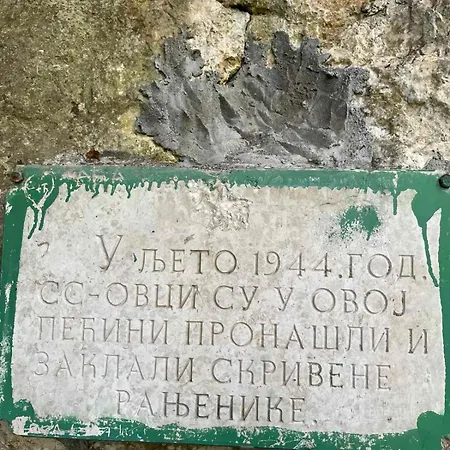 У ЉЕТО 1944. ГОД.
СС-ОВЦИ СУ У ОВОЈ
ПЕЋИНИ ПРОНАШЛИ И
ЗАКЛАЛИ СКРИВЕНЕ
РАЊЕНИКЕ.